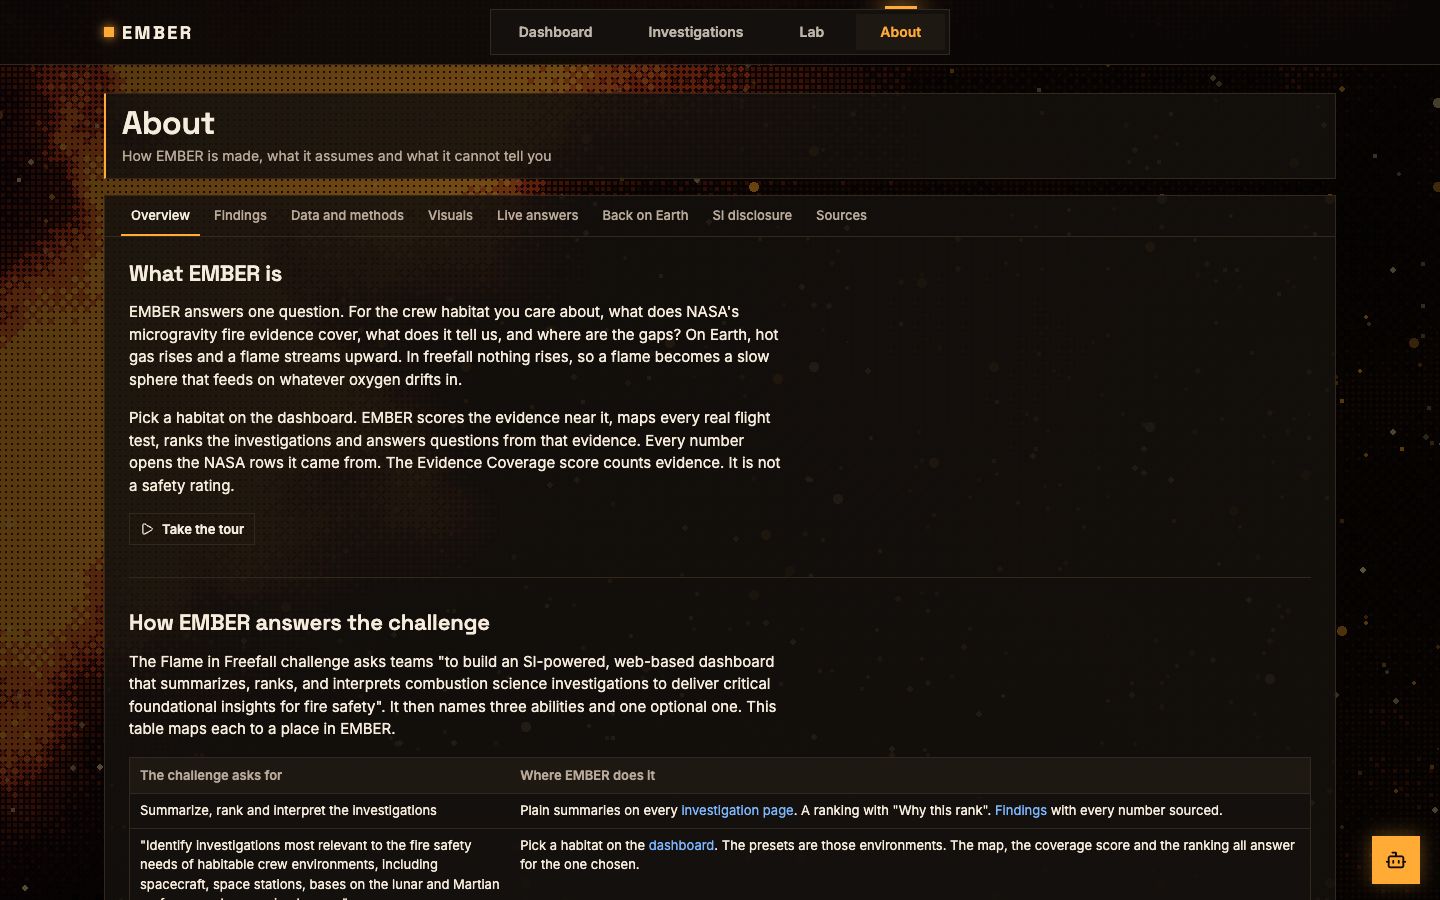 EMBER
Dashboard
Investigations
Lab
About
About
How EMBER is made, what it assumes and what it cannot tell you
Overview
Findings
Data and methods
Visuals
Live answers
Back on Earth
SI disclosure
Sources
What EMBER is
EMBER answers one question. For the crew habitat you care about, what does NASA's
microgravity fire evidence cover, what does it tell us, and where are the gaps? On Earth, hot
gas rises and a flame streams upward. In freefall nothing rises, so a flame becomes a slow
sphere that feeds on whatever oxygen drifts in.
Pick a habitat on the dashboard. EMBER scores the evidence near it, maps every real flight
test, ranks the investigations and answers questions from that evidence. Every number
opens the NASA rows it came from. The Evidence Coverage score counts evidence. It is not
a safety rating.
Take the tour
How EMBER answers the challenge
The Flame in Freefall challenge asks teams "to build an SI-powered, web-based dashboard
that summarizes, ranks, and interprets combustion science investigations to deliver critical
foundational insights for fire safety". It then names three abilities and one optional one. This
table maps each to a place in EMBER.
The challenge asks for
Where EMBER does it
Summarize, rank and interpret the investigations
Plain summaries on every investigation page. A ranking with "Why this rank". Findings with every number sourced.
"Identify investigations most relevant to the fire safety
needs of habitable crew environments, including
spacecraft, space stations, bases on the lunar and Martian
Pick a habitat on the dashboard. The presets are those environments. The map, the coverage score and the ranking all answer
for the one chosen.